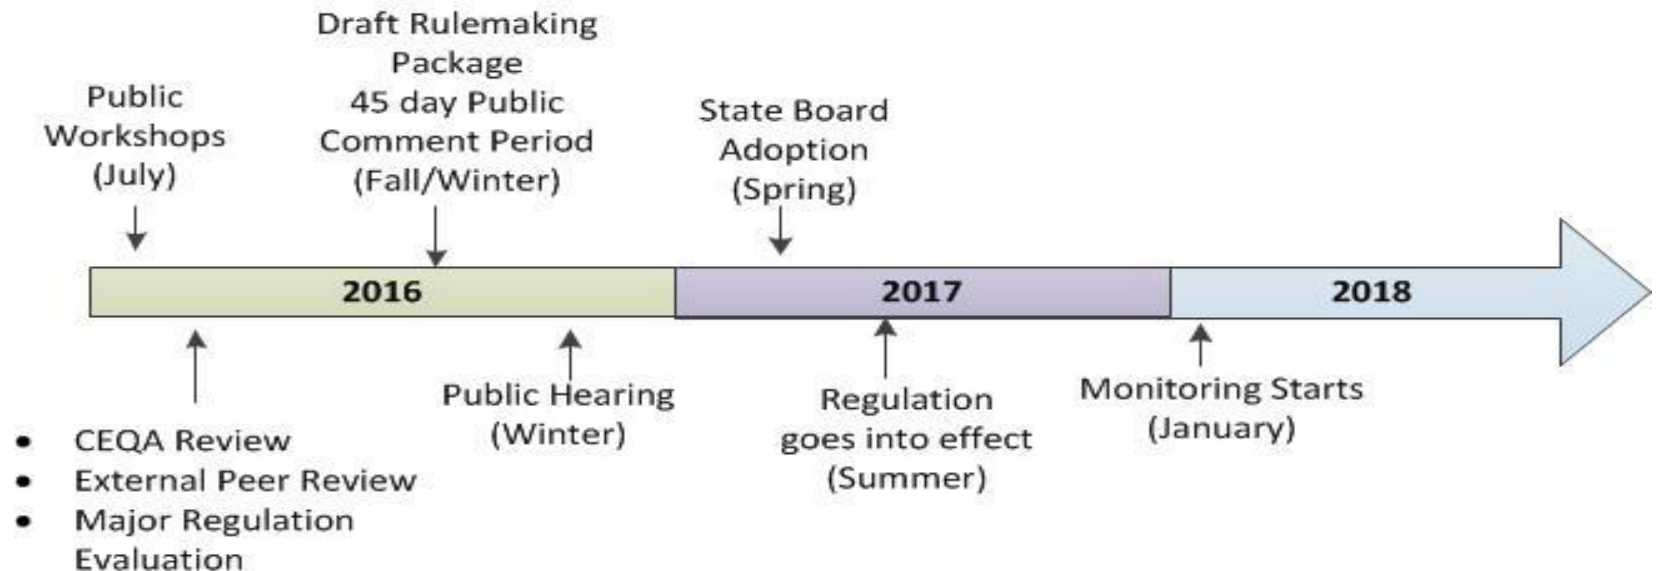 Public
Workshops
(July)
Draft Rulemaking
Package
45 day Public
Comment Period
(Fall/Winter)
State Board
Adoption
(Spring)
2016
2017
2018
• CEQA Review
• External Peer Review
• Major Regulation
Evaluation
Public Hearing
(Winter)
Regulation
goes into effect
(Summer)
Monitoring Starts
(January)